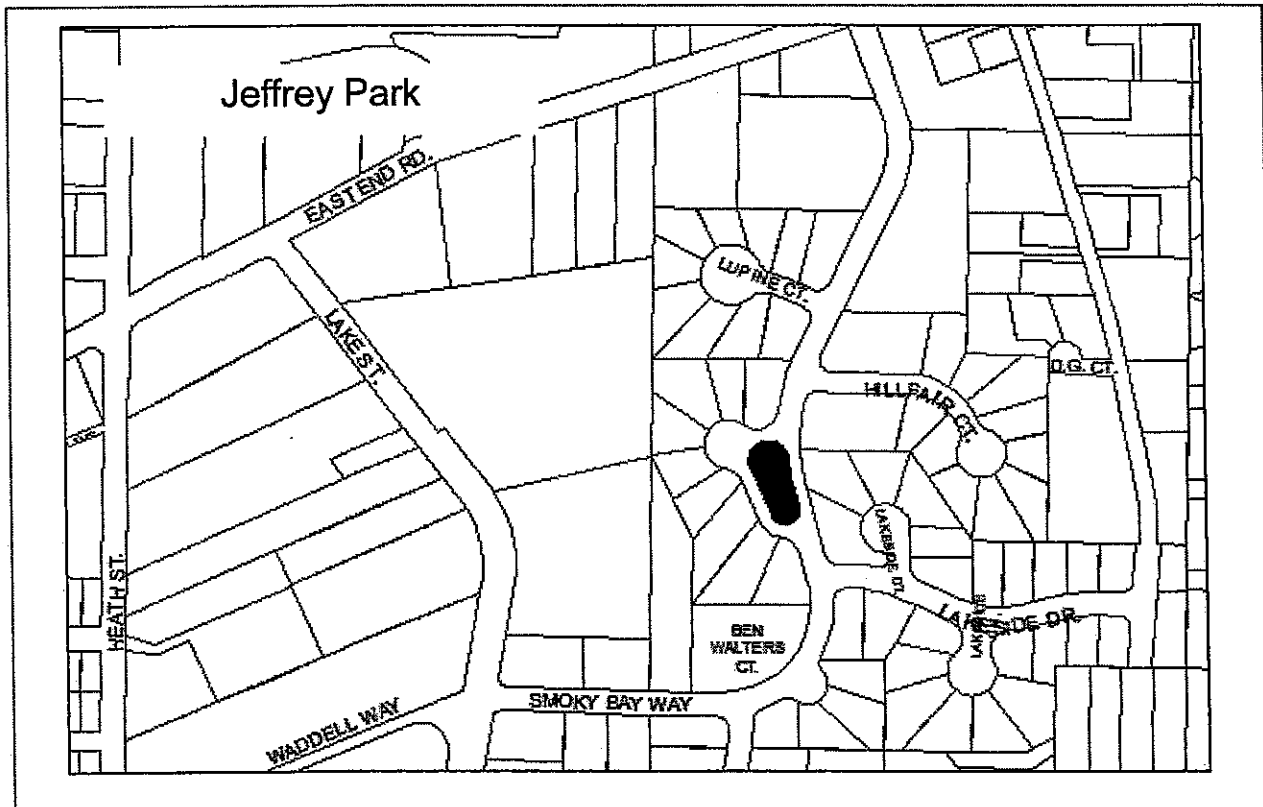 Jeffrey Park
EAST END RD.
LUPINE CT.
LAKE ST.
D.G. CT.
HILLFAIR CT.
LAKESIDE
HEATH ST.
LAKESIDE DR.
BEN
WALTERS
CT.
SMOKY BAY WAY
WADDELL WAY